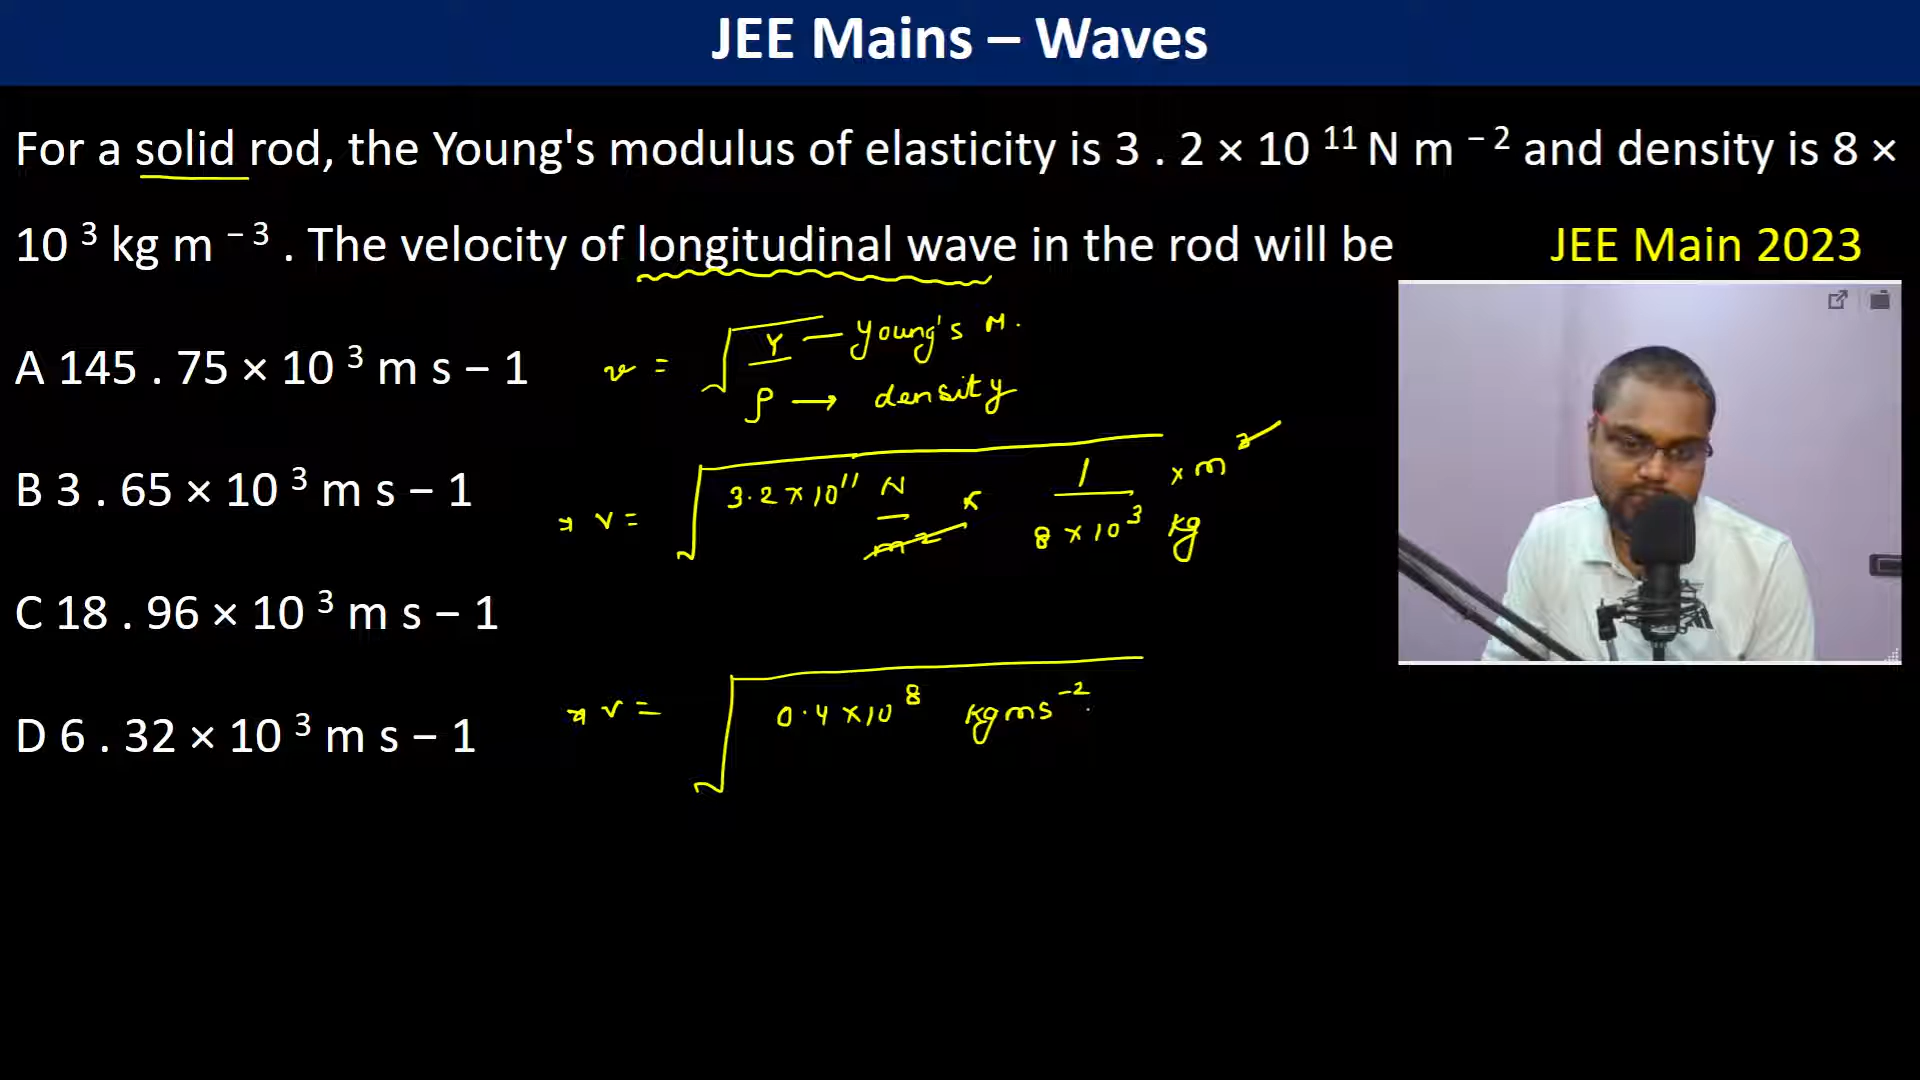 JEE Mains – Waves
For a solid rod, the Young's modulus of elasticity is 3 . 2 × 10 ¹¹ N m ⁻ ² and density is 8 ×
10 ³ kg m ⁻ ³ . The velocity of longitudinal wave in the rod will be
JEE Main 2023
A 145 . 75 × 10 ³ m s – 1
v = √ Y — Young's M.
ρ → density
B 3 . 65 × 10 ³ m s – 1
⇒ v = √ 3.2 × 10¹¹ N/m² × 1/8 × 10³ × m³/kg
C 18 . 96 × 10 ³ m s – 1
D 6 . 32 × 10 ³ m s – 1
⇒ v = √ 0.4 × 10⁸ kg m s⁻²